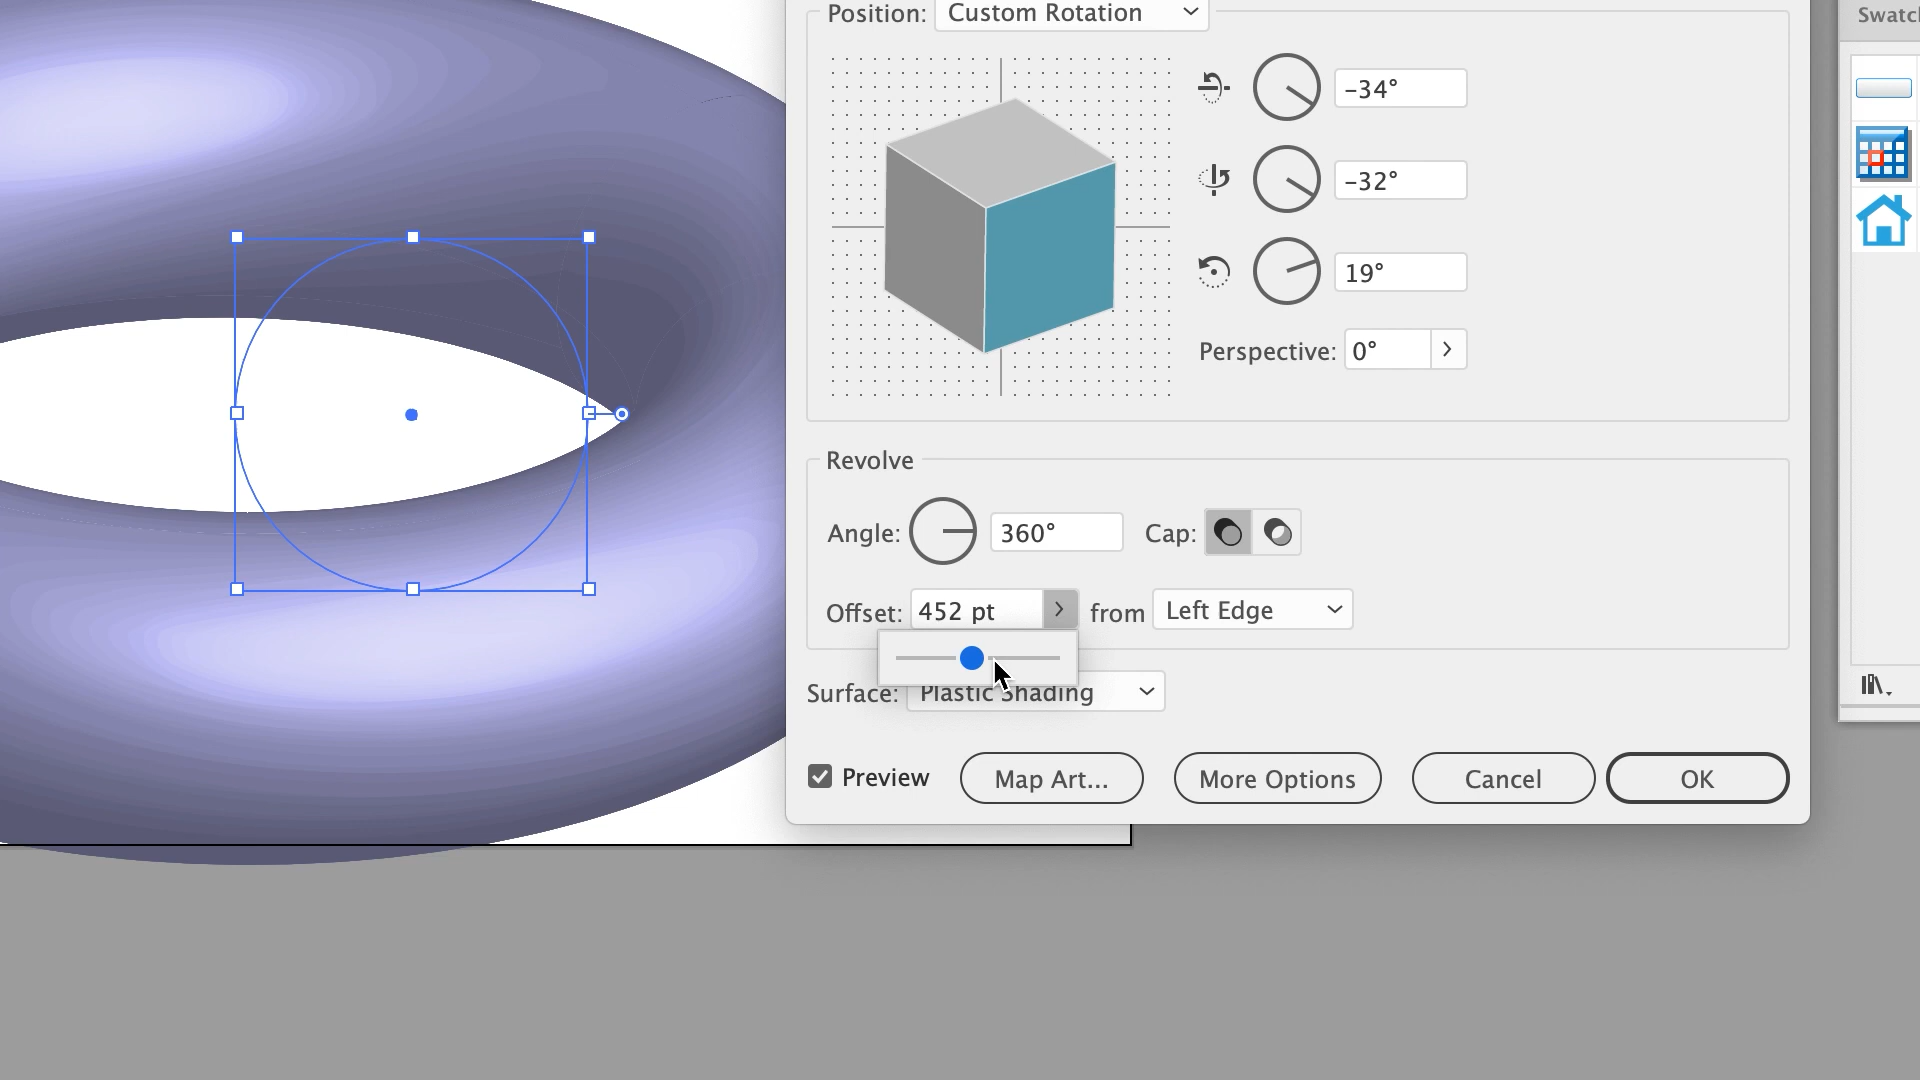 Position: Custom Rotation
Swatc
-34°
-32°
19°
Perspective: 0°
Revolve
Angle: 360° Cap:
Offset: 452 pt from Left Edge
Surface: Plastic Shading
Preview Map Art... More Options Cancel OK